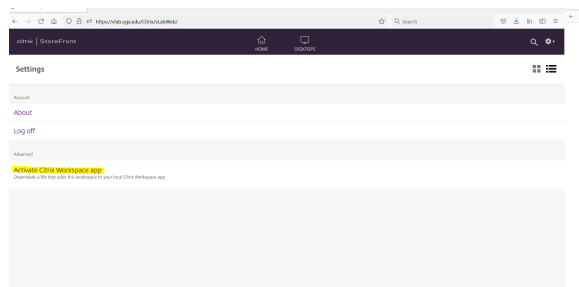 https://vlab.uga.edu/Citrix/vLabWeb/
Search
citrix | StoreFront
HOME
DESKTOPS
Settings
Account
About
Log off
Advanced
Activate Citrix Workspace app
Downloads a file that adds this workspace to your local Citrix Workspace app.